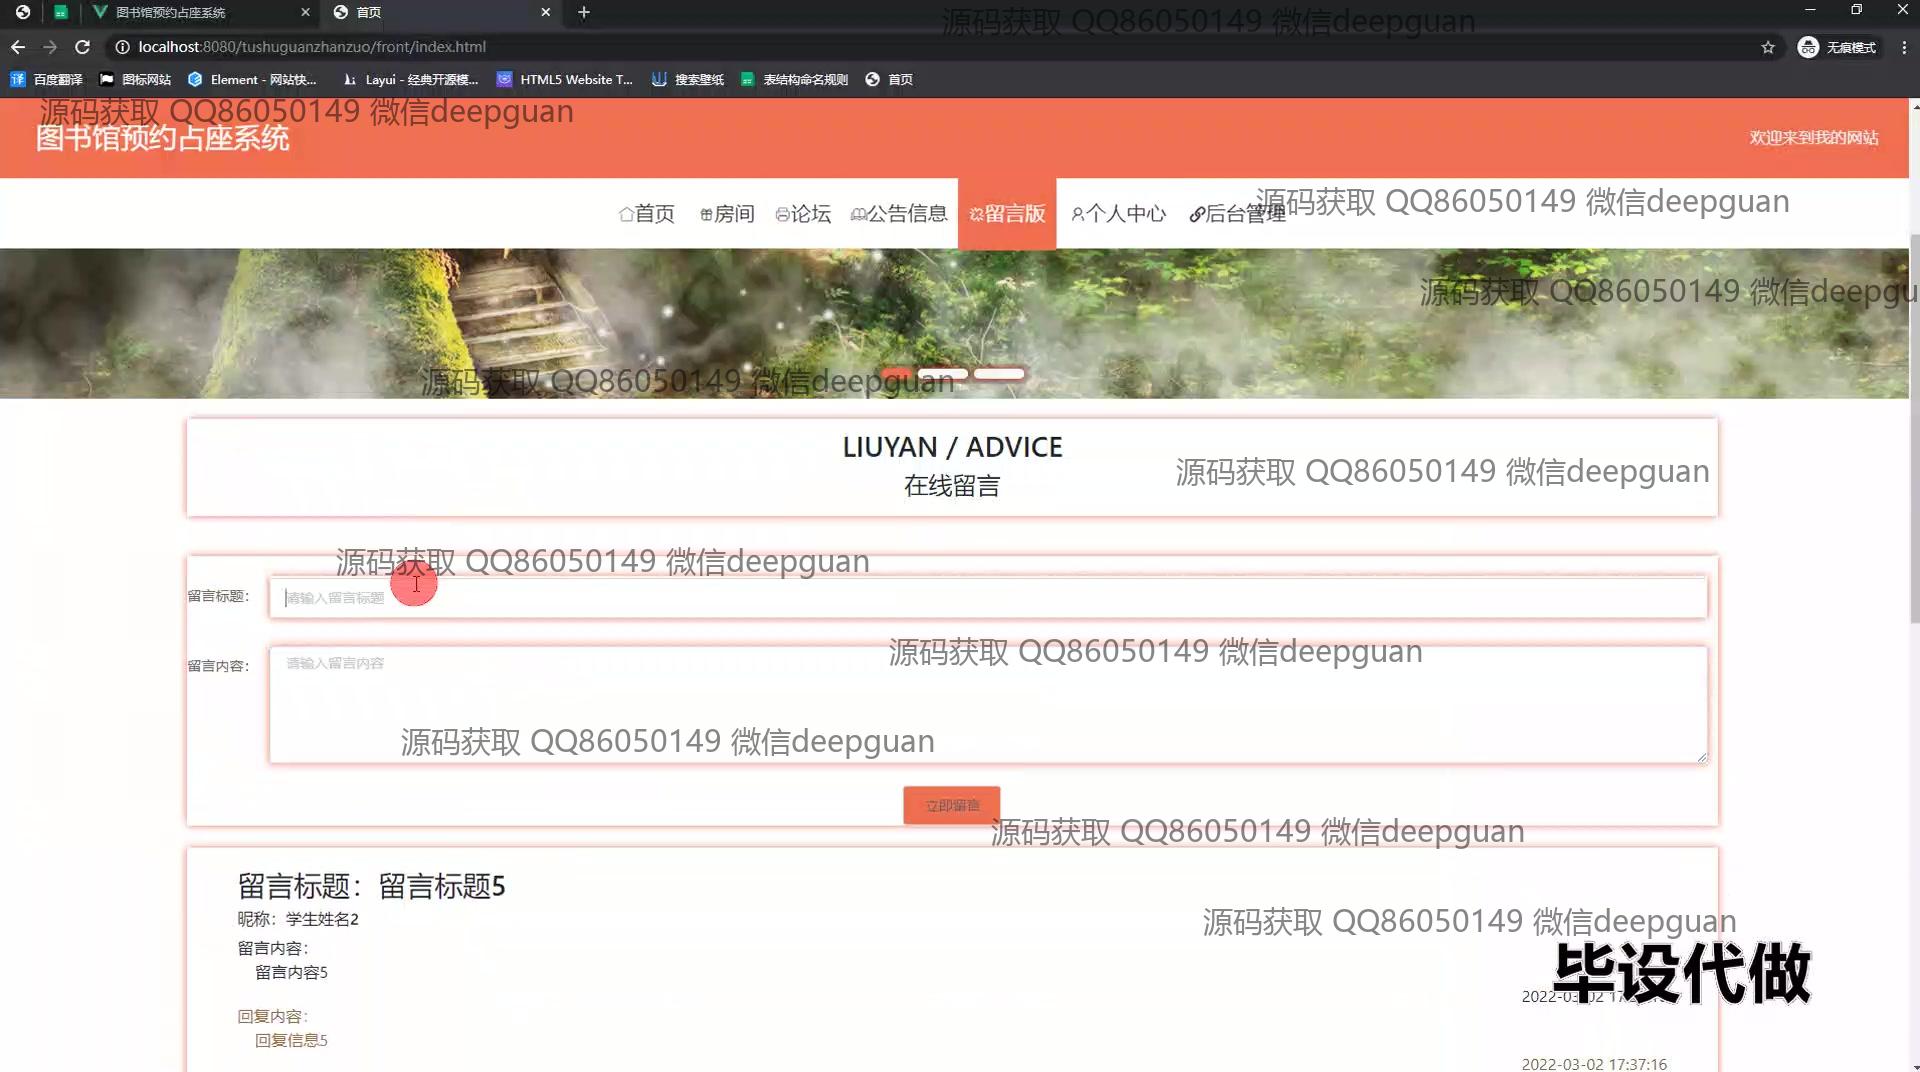 图书馆预约占座系统
首页
源码获取 QQ86050149 微信deepguan
localhost:8080/tushuguanzhanzuo/front/index.html
无痕模式
百度翻译 图标网站 Element - 网站快... Layui - 经典开源模... HTML5 Website T... 搜索壁纸 表结构命名规则 首页
源码获取 QQ86050149 微信deepguan
图书馆预约占座系统
欢迎来到我的网站
首页 房间 论坛 公告信息 留言版 个人中心 后台管理
源码获取 QQ86050149 微信deepguan
源码获取 QQ86050149 微信deepgu
源码获取 QQ86050149 微信deepguan
LIUYAN / ADVICE
在线留言
源码获取 QQ86050149 微信deepguan
源码获取 QQ86050149 微信deepguan
留言标题：
请输入留言标题
源码获取 QQ86050149 微信deepguan
留言内容：
请输入留言内容
源码获取 QQ86050149 微信deepguan
立即留言
源码获取 QQ86050149 微信deepguan
留言标题：留言标题5
昵称：学生姓名2
源码获取 QQ86050149 微信deepguan
留言内容：
留言内容5
毕设代做
回复内容：
回复信息5
2022-03-02 17:37:16